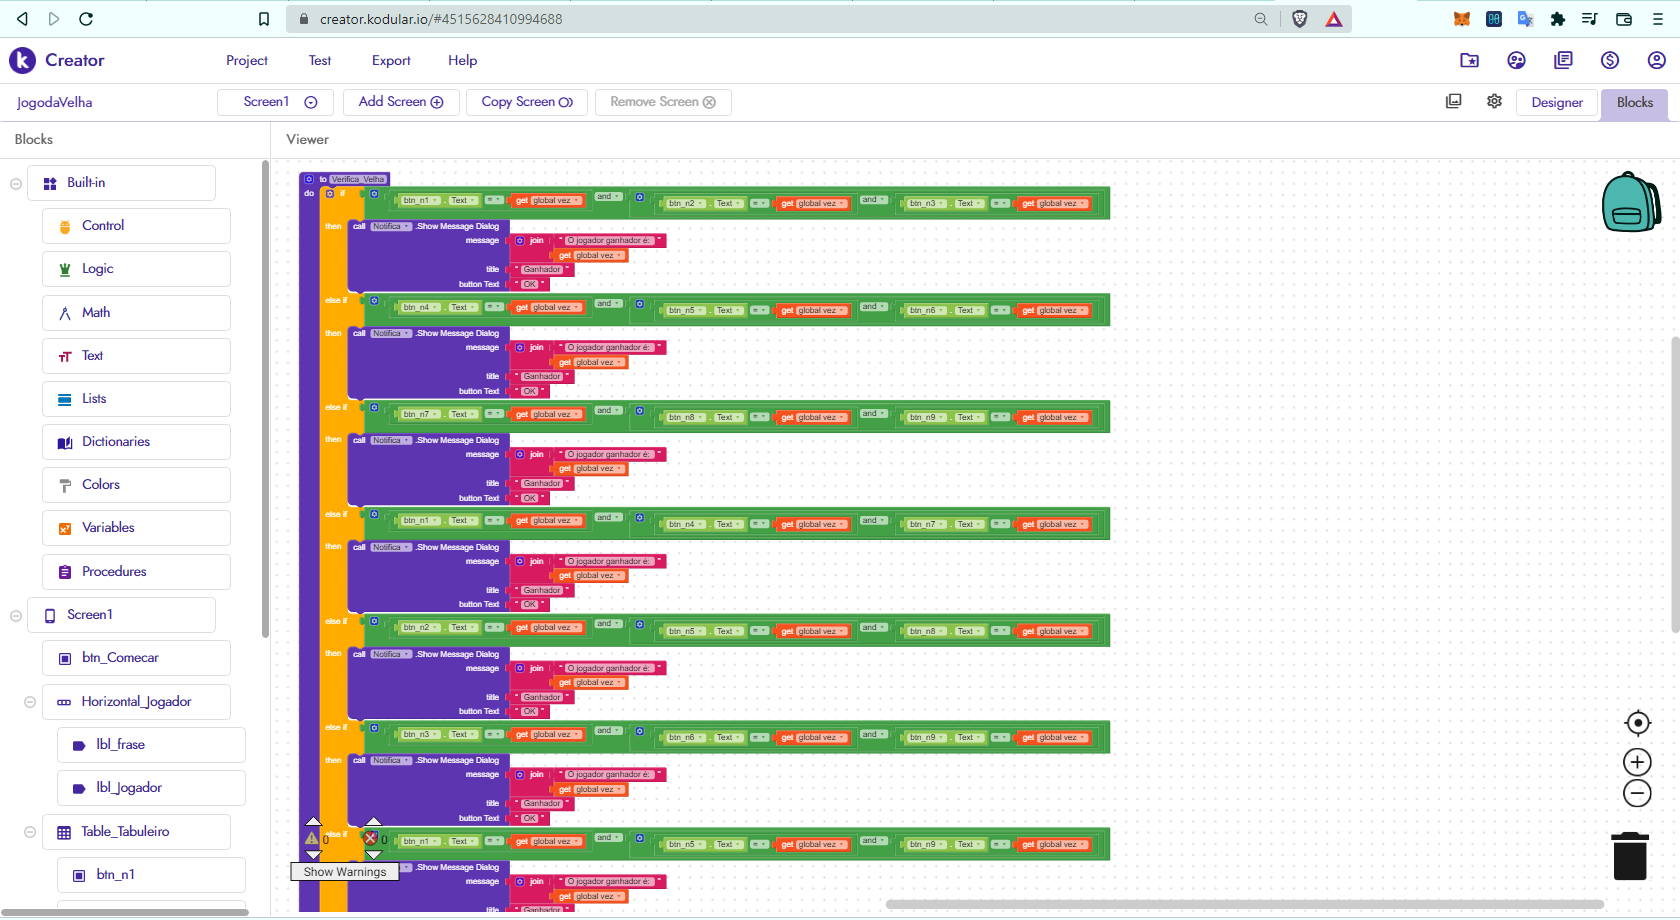 creator.kodular.io/#4515628410994688
Creator
Project Test Export Help
JogodaVelha Screen1 Add Screen Copy Screen Remove Screen Designer Blocks
Blocks
Viewer
Built-in
Control
Logic
Math
Text
Lists
Dictionaries
Colors
Variables
Procedures
Screen1
btn_Comecar
Horizontal_Jogador
lbl_frase
lbl_Jogador
Table_Tabuleiro
btn_n1
to Verifica_Velha
do if btn_n1 . Text = get global vez and btn_n2 . Text = get global vez and btn_n3 . Text = get global vez
then call Notifica .Show Message Dialog
message join " O jogador ganhador é: "
get global vez
title " Ganhador "
button Text " OK "
else if btn_n4 . Text = get global vez and btn_n5 . Text = get global vez and btn_n6 . Text = get global vez
then call Notifica .Show Message Dialog
message join " O jogador ganhador é: "
get global vez
title " Ganhador "
button Text " OK "
else if btn_n7 . Text = get global vez and btn_n8 . Text = get global vez and btn_n9 . Text = get global vez
then call Notifica .Show Message Dialog
message join " O jogador ganhador é: "
get global vez
title " Ganhador "
button Text " OK "
else if btn_n1 . Text = get global vez and btn_n4 . Text = get global vez and btn_n7 . Text = get global vez
then call Notifica .Show Message Dialog
message join " O jogador ganhador é: "
get global vez
title " Ganhador "
button Text " OK "
else if btn_n2 . Text = get global vez and btn_n5 . Text = get global vez and btn_n8 . Text = get global vez
then call Notifica .Show Message Dialog
message join " O jogador ganhador é: "
get global vez
title " Ganhador "
button Text " OK "
else if btn_n3 . Text = get global vez and btn_n6 . Text = get global vez and btn_n9 . Text = get global vez
then call Notifica .Show Message Dialog
message join " O jogador ganhador é: "
get global vez
title " Ganhador "
button Text " OK "
else if btn_n1 . Text = get global vez and btn_n5 . Text = get global vez and btn_n9 . Text = get global vez
0 0
Show Warnings
.Show Message Dialog
message join " O jogador ganhador é: "
get global vez
title " Ganhador "